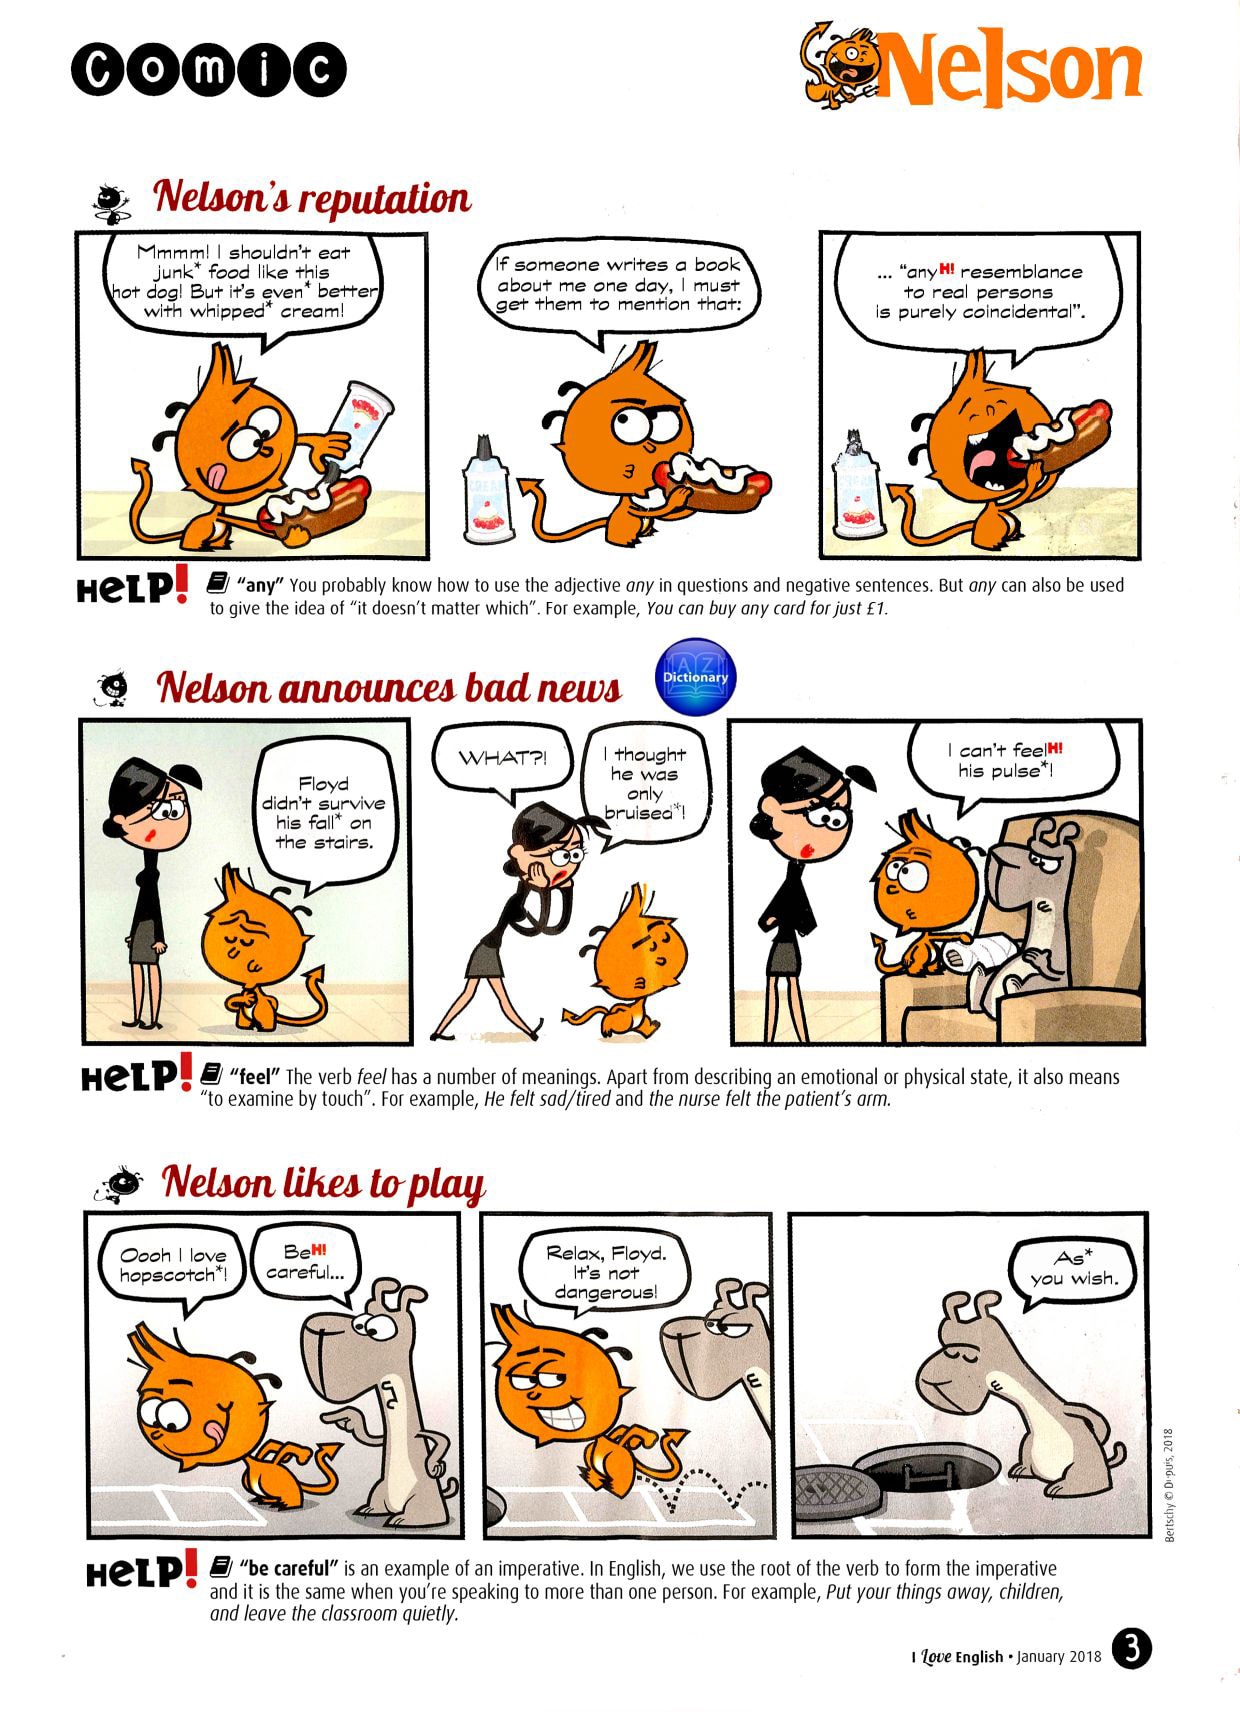 Comic
Nelson
Nelson's reputation
Mmmm! I shouldn't eat
junk* food like this
hot dog! But it's even* better
with whipped* cream!
If someone writes a book
about me one day, I must
get them to mention that:
... "anyH! resemblance
to real persons
is purely coincidental".
CREAM
HELP! "any" You probably know how to use the adjective any in questions and negative sentences. But any can also be used
to give the idea of "it doesn't matter which". For example, You can buy any card for just £1.
Nelson announces bad news
A Z
Dictionary
Floyd
didn't survive
his fall* on
the stairs.
WHAT?!
I thought
he was
only
bruised*!
I can't feelH!
his pulse*!
HELP! "feel" The verb feel has a number of meanings. Apart from describing an emotional or physical state, it also means
"to examine by touch". For example, He felt sad/tired and the nurse felt the patient's arm.
Nelson likes to play
Oooh I love
hopscotch*!
BeH!
careful...
Relax, Floyd.
It's not
dangerous!
As*
you wish.
Bertschy © Dupuis, 2018
HELP! "be careful" is an example of an imperative. In English, we use the root of the verb to form the imperative
and it is the same when you're speaking to more than one person. For example, Put your things away, children,
and leave the classroom quietly.
I Love English • January 2018 3